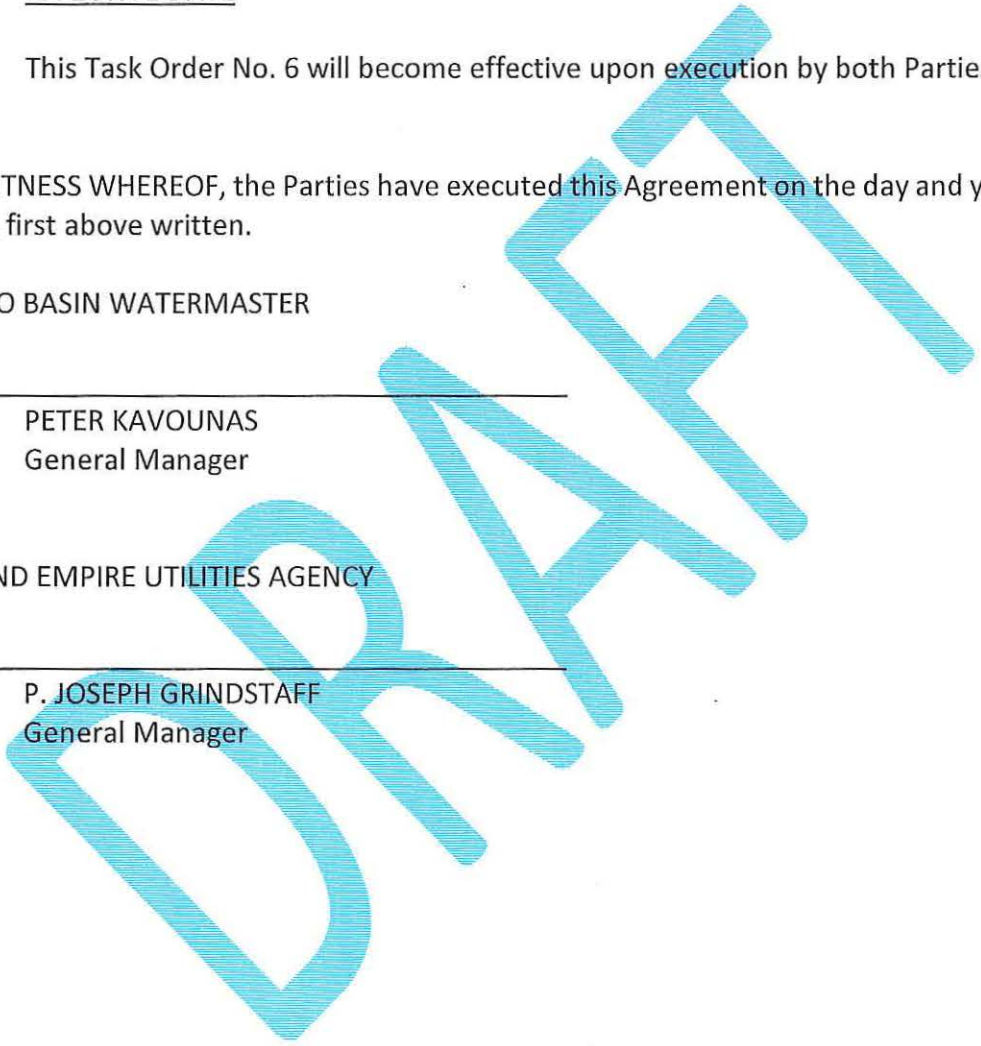 This Task Order No. 6 will become effective upon execution by both Partie
TNESS WHEREOF, the Parties have executed this Agreement on the day and y
first above written.
O BASIN WATERMASTER
PETER KAVOUNAS
General Manager
ND EMPIRE UTILITIES AGENCY
P. JOSEPH GRINDSTAFF
General Manager
DRAFT